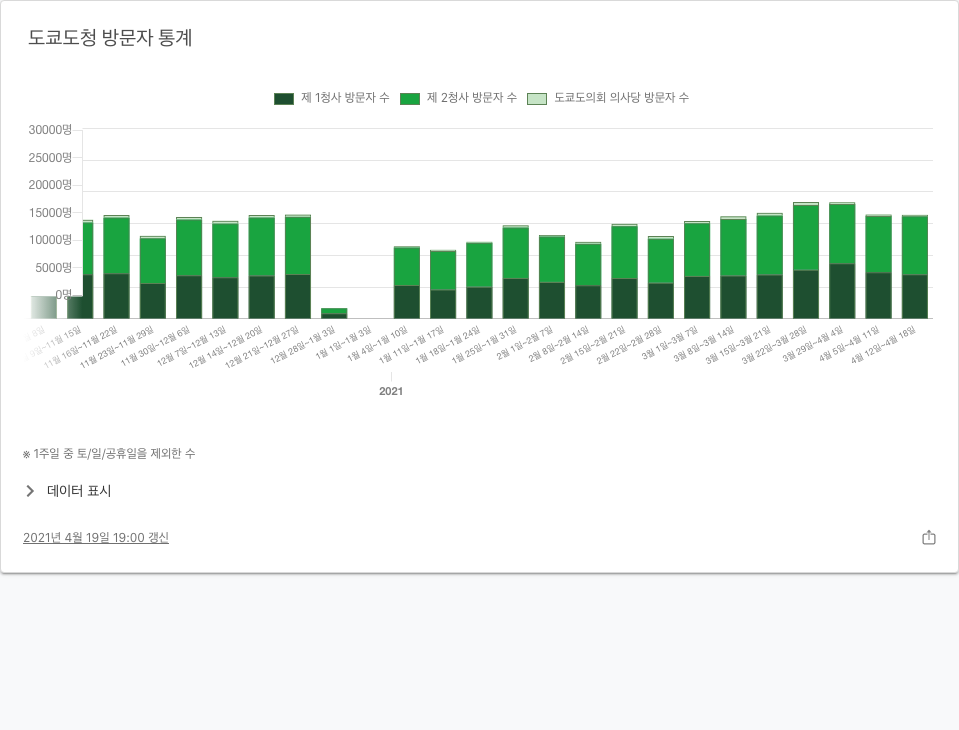 도쿄도청 방문자 통계
제 1청사 방문자 수 제 2청사 방문자 수 도쿄도의회 의사당 방문자 수
30000명
25000명
20000명
15000명
10000명
5000명
0명
11월 16일~11월 22일
11월 23일~11월 29일
11월 30일~12월 6일
12월 7일~12월 13일
12월 14일~12월 20일
12월 21일~12월 27일
12월 28일~1월 3일
1월 1일~1월 3일
1월 4일~1월 10일
1월 11일~1월 17일
1월 18일~1월 24일
1월 25일~1월 31일
2월 1일~2월 7일
2월 8일~2월 14일
2월 15일~2월 21일
2월 22일~2월 28일
3월 1일~3월 7일
3월 8일~3월 14일
3월 15일~3월 21일
3월 22일~3월 28일
3월 29일~4월 4일
4월 5일~4월 11일
4월 12일~4월 18일
2021
※ 1주일 중 토/일/공휴일을 제외한 수
데이터 표시
2021년 4월 19일 19:00 갱신